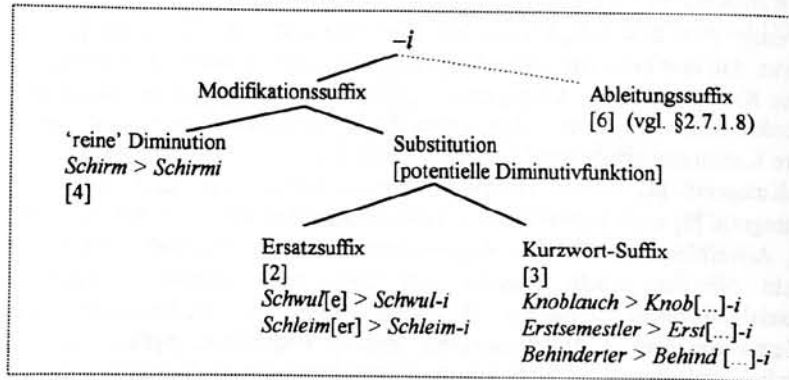 –i
Modifikationssuffix
Ableitungssuffix
[6] (vgl. §2.7.1.8)
‘reine’ Diminution
Schirm > Schirmi
[4]
Substitution
[potentielle Diminutivfunktion]
Ersatzsuffix
[2]
Schwul[e] > Schwul-i
Schleim[er] > Schleim-i
Kurzwort-Suffix
[3]
Knoblauch > Knob[...]-i
Erstsemestler > Erst[...]-i
Behinderter > Behind [...]-i